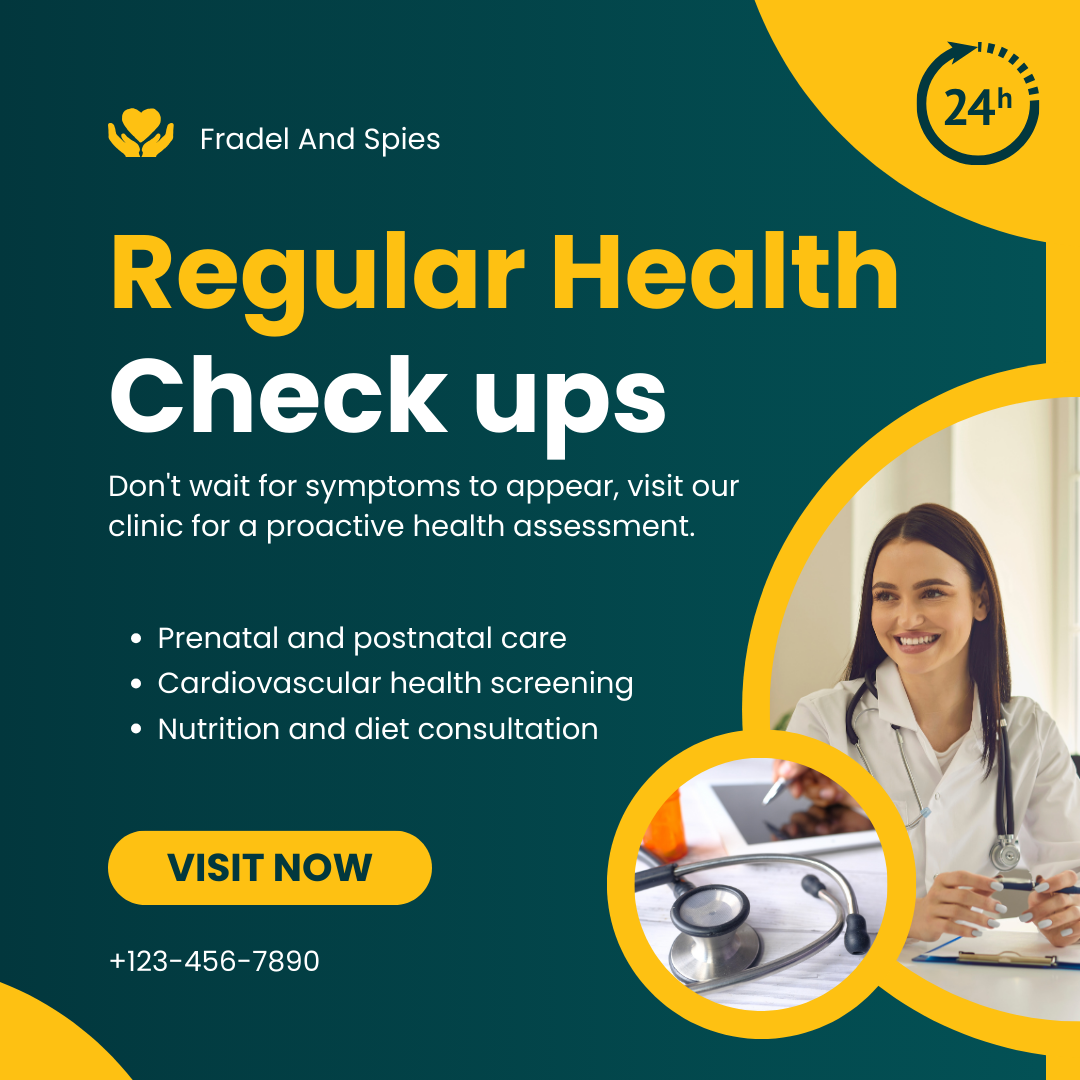 24h
Fradel And Spies
Regular Health
Check ups
Don't wait for symptoms to appear, visit our
clinic for a proactive health assessment.
Prenatal and postnatal care
Cardiovascular health screening
Nutrition and diet consultation
VISIT NOW
+123-456-7890